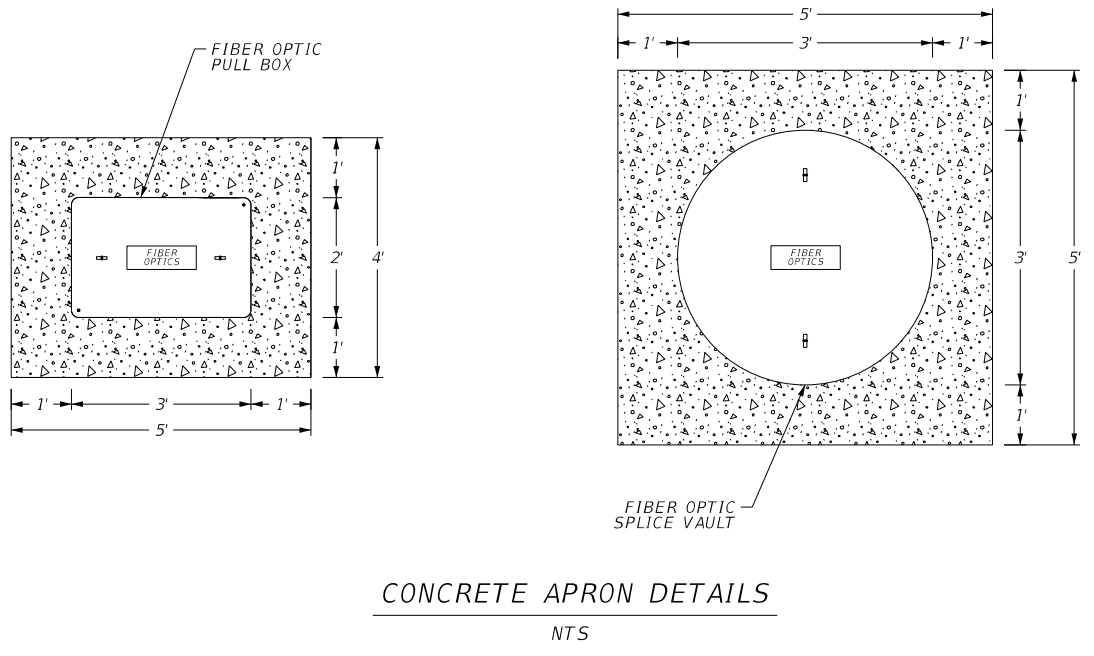 FIBER OPTIC
PULL BOX
FIBER
OPTICS
1'
2'
1'
4'
1'
3'
1'
5'
5'
1'
3'
1'
FIBER
OPTICS
1'
3'
1'
5'
FIBER OPTIC
SPLICE VAULT
CONCRETE APRON DETAILS
NTS